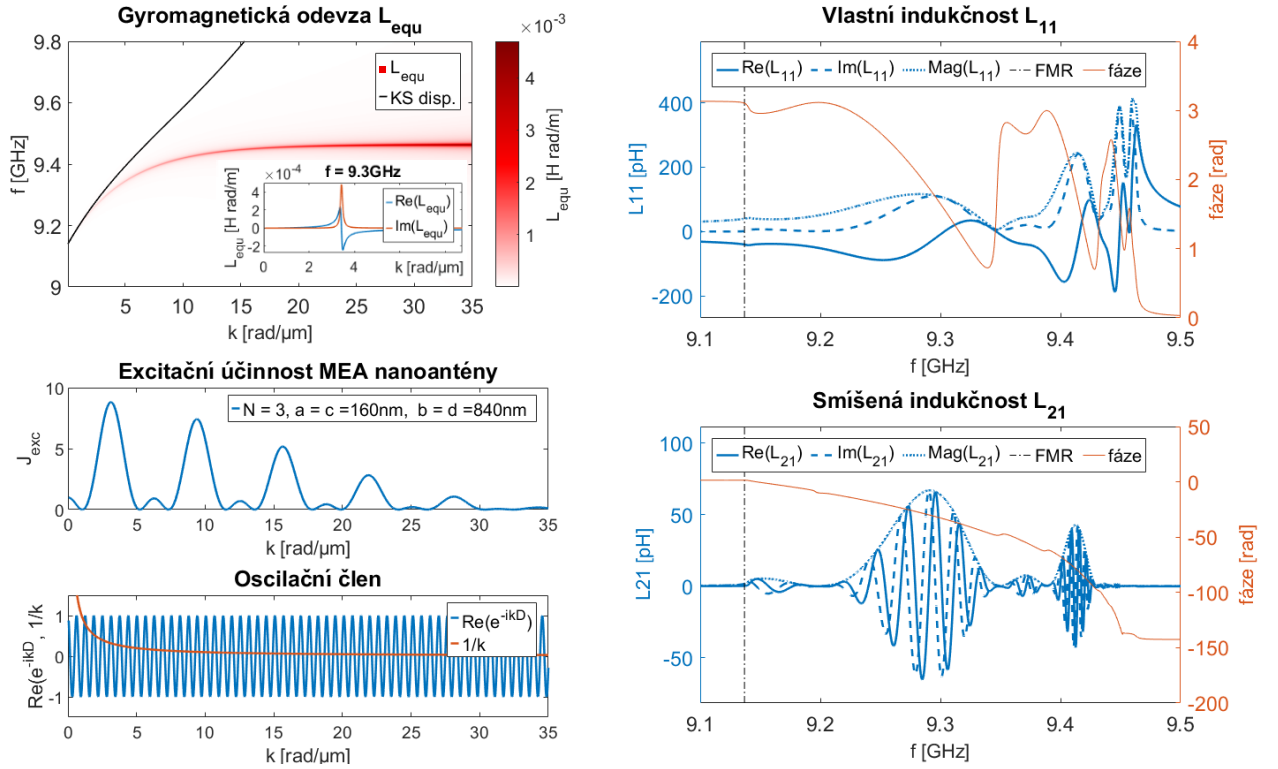 Gyromagnetická odevza L_equ
×10^-3
9.8
9.6
9.4
9.2
9
f [GHz]
L_equ
KS disp.
4
3
2
1
0
L_equ [H rad/m]
f = 9.3GHz
×10^-4
4
2
0
-2
L_equ [H rad/m]
Re(L_equ)
Im(L_equ)
0 2 4 6 8
k [rad/µm]
5 10 15 20 25 30 35
k [rad/µm]
Excitační účinnost MEA nanoantény
10
5
0
J_exc
N = 3, a = c =160nm, b = d =840nm
0 5 10 15 20 25 30 35
k [rad/µm]
Oscilační člen
1
0
-1
Re(e^-ikD) , 1/k
Re(e^-ikD)
1/k
0 5 10 15 20 25 30 35
k [rad/µm]
Vlastní indukčnost L_11
Re(L_11) Im(L_11) Mag(L_11) FMR fáze
400
200
0
-200
L11 [pH]
4
3
2
1
0
fáze [rad]
9.1 9.2 9.3 9.4 9.5
f [GHz]
Smíšená indukčnost L_21
Re(L_21) Im(L_21) Mag(L_21) FMR fáze
100
50
0
-50
L21 [pH]
50
0
-50
-100
-150
-200
fáze [rad]
9.1 9.2 9.3 9.4 9.5
f [GHz]